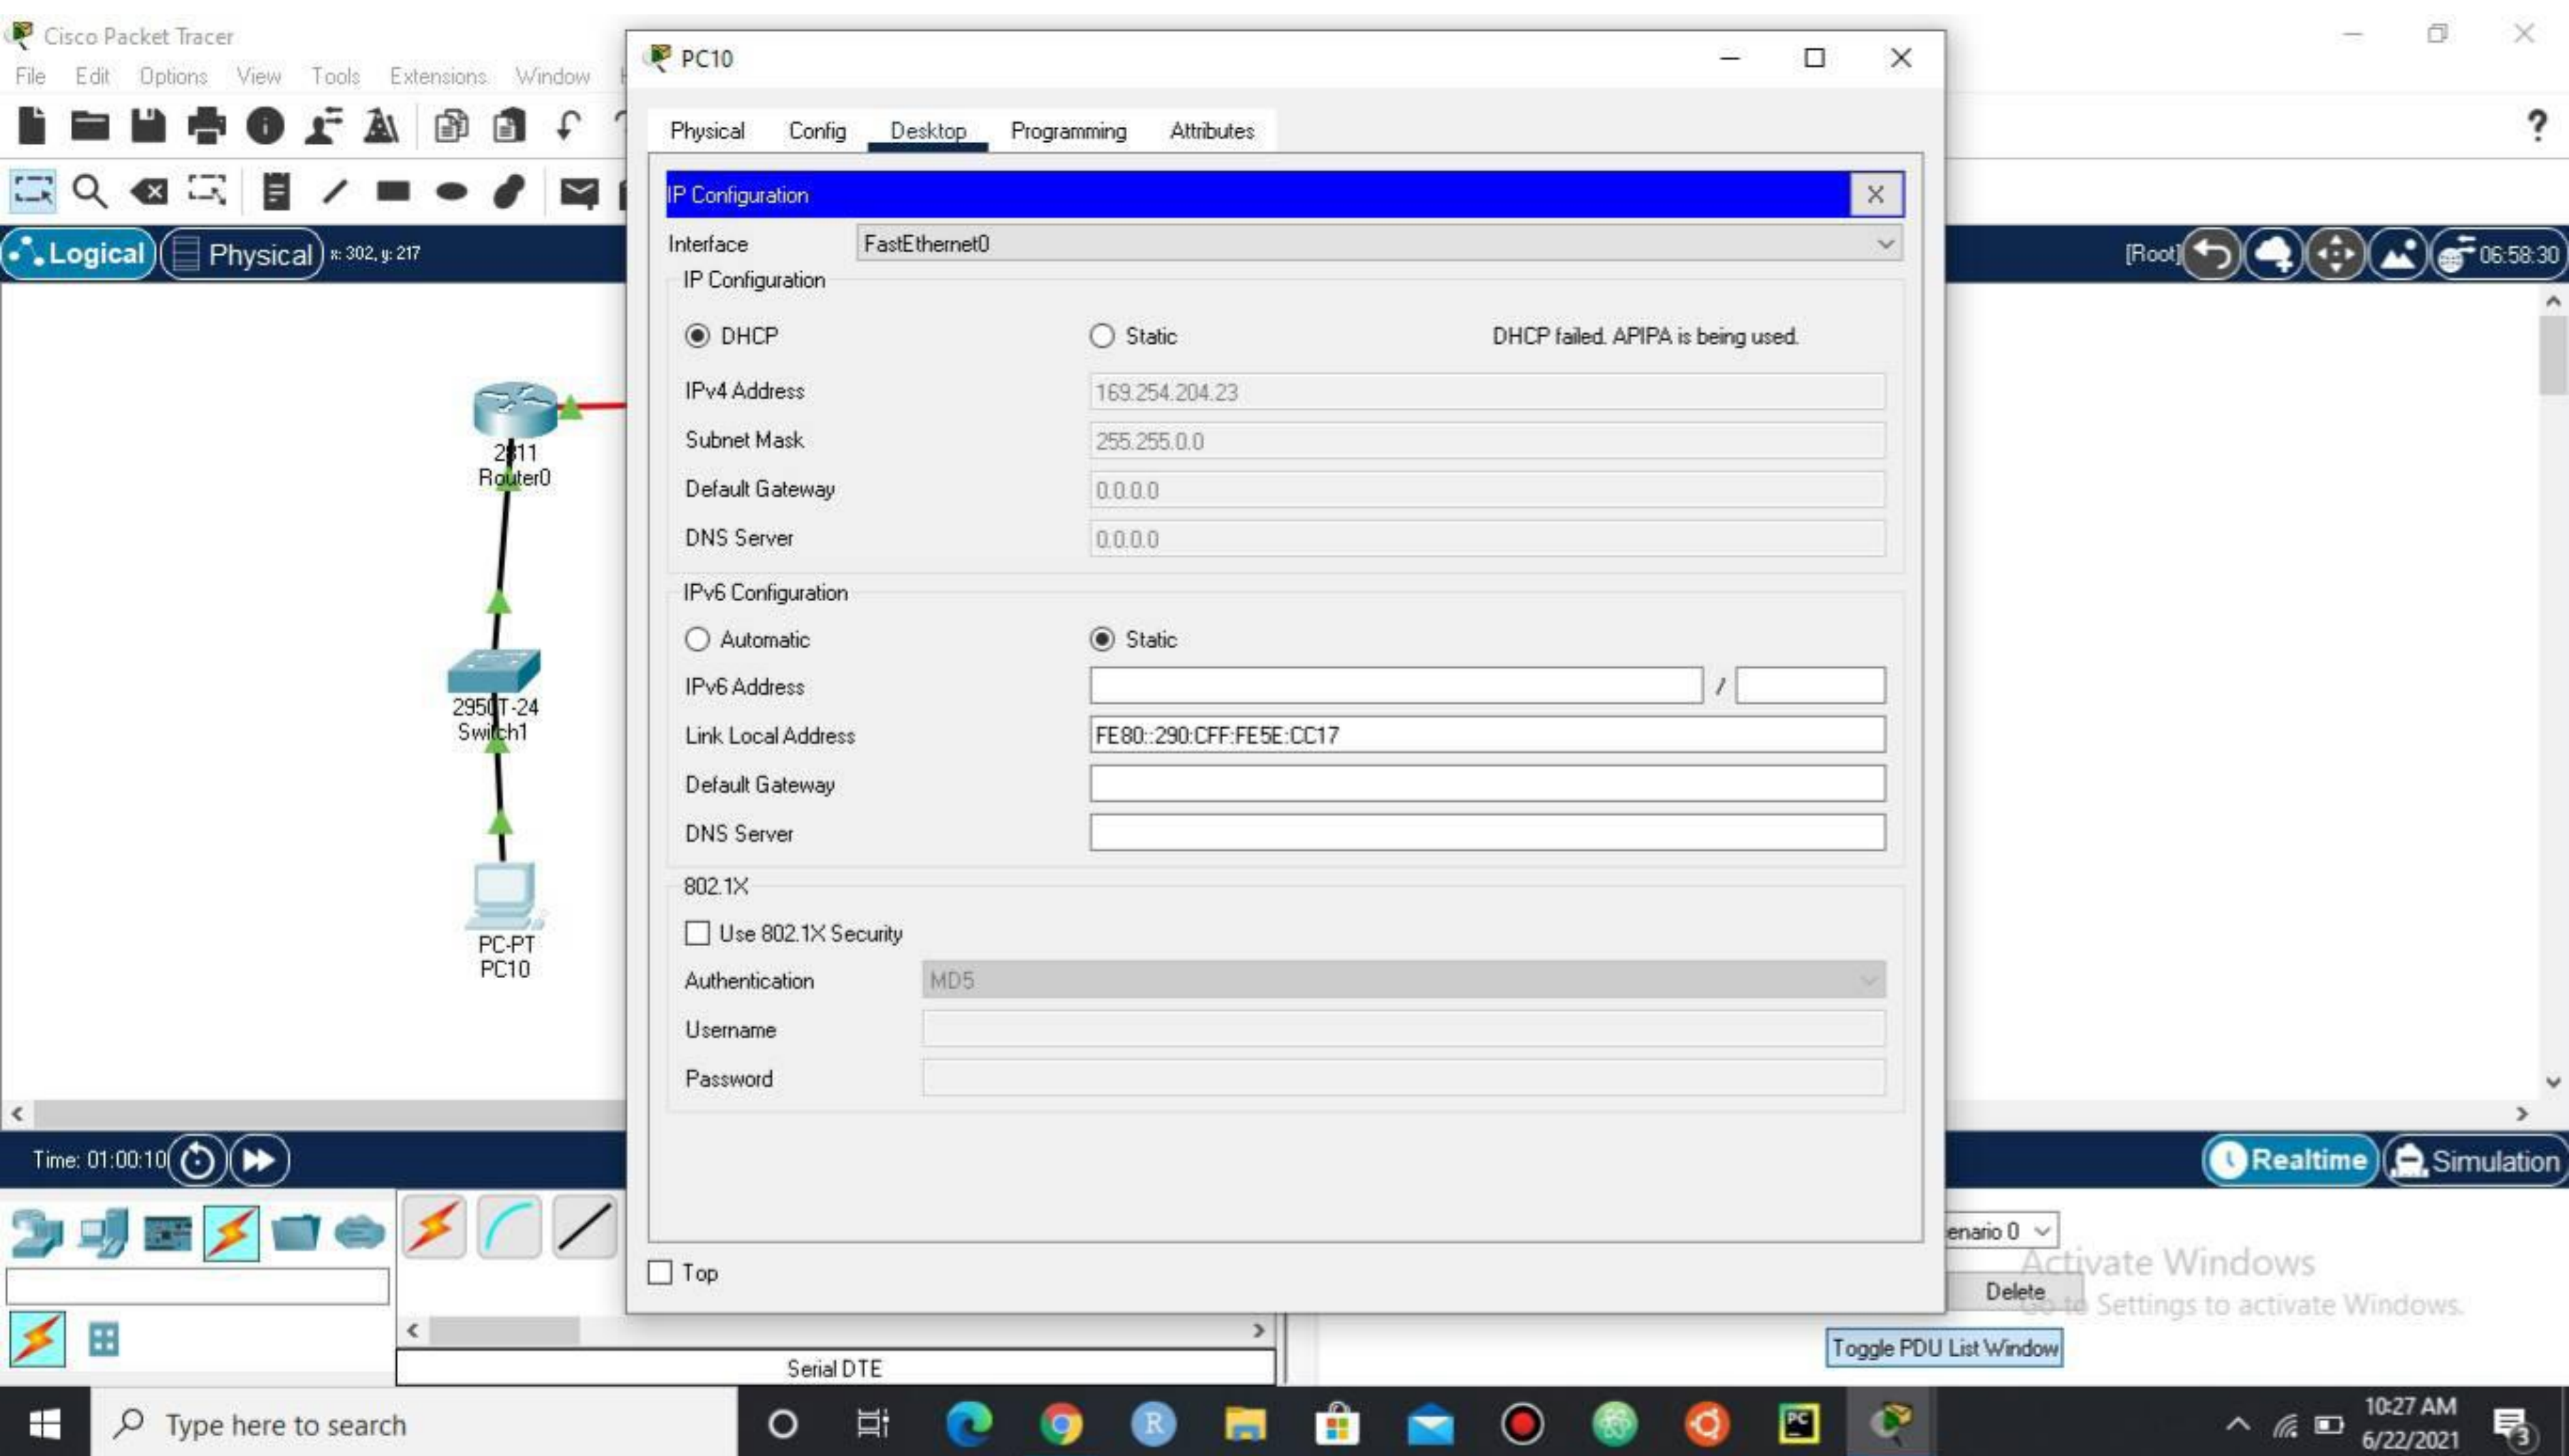 Cisco Packet Tracer
File Edit Options View Tools Extensions Window
Logical Physical x: 302, y: 217
[Root] 06:58:30
2811
Router0
2950T-24
Switch1
PC-PT
PC10
PC10
Physical Config Desktop Programming Attributes
IP Configuration X
Interface FastEthernet0
IP Configuration
DHCP Static DHCP failed. APIPA is being used.
IPv4 Address 169.254.204.23
Subnet Mask 255.255.0.0
Default Gateway 0.0.0.0
DNS Server 0.0.0.0
IPv6 Configuration
Automatic Static
IPv6 Address /
Link Local Address FE80::290:CFF:FE5E:CC17
Default Gateway
DNS Server
802.1X
Use 802.1X Security
Authentication MD5
Username
Password
Top
Time: 01:00:10
Realtime Simulation
enario 0
Delete
Activate Windows
Go to Settings to activate Windows.
Toggle PDU List Window
Serial DTE
Type here to search
R
PC
10:27 AM
6/22/2021
3